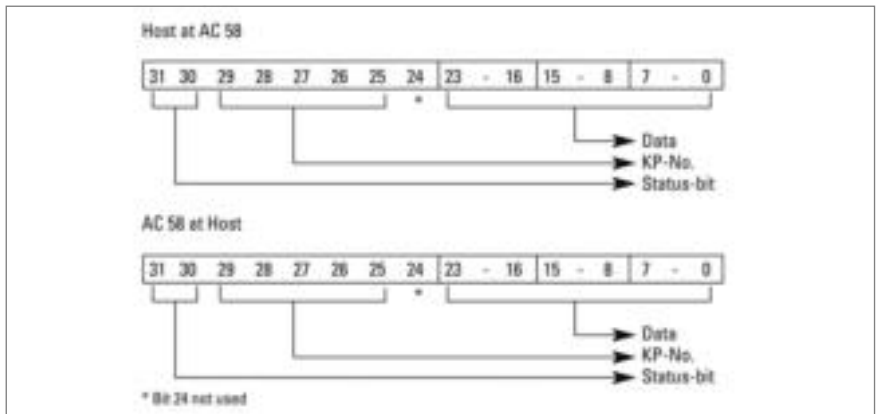 Host at AC 58
31 30 29 28 27 26 25 24 23 - 16 15 - 8 7 - 0
*
Data
KP-No.
Status-bit
AC 58 at Host
31 30 29 28 27 26 25 24 23 - 16 15 - 8 7 - 0
*
Data
KP-No.
Status-bit
* Bit 24 not used